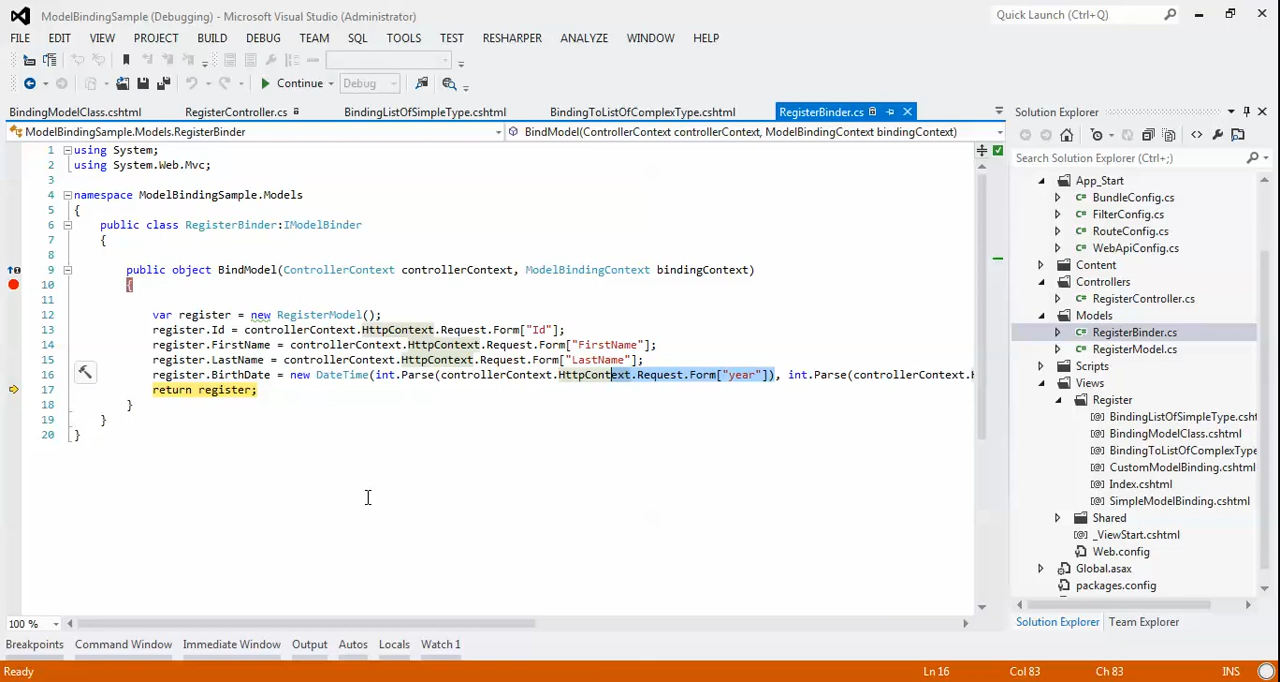 ModelBindingSample (Debugging) - Microsoft Visual Studio (Administrator)
Quick Launch (Ctrl+Q)
FILE EDIT VIEW PROJECT BUILD DEBUG TEAM SQL TOOLS TEST RESHARPER ANALYZE WINDOW HELP
Continue Debug
BindingModelClass.cshtml RegisterController.cs BindingListOfSimpleType.cshtml BindingToListOfComplexType.cshtml RegisterBinder.cs
ModelBindingSample.Models.RegisterBinder BindModel(ControllerContext controllerContext, ModelBindingContext bindingContext)
1 using System;
2 using System.Web.Mvc;
3
4 namespace ModelBindingSample.Models
5 {
6 public class RegisterBinder:IModelBinder
7 {
8
9 public object BindModel(ControllerContext controllerContext, ModelBindingContext bindingContext)
10 {
11
12 var register = new RegisterModel();
13 register.Id = controllerContext.HttpContext.Request.Form["Id"];
14 register.FirstName = controllerContext.HttpContext.Request.Form["FirstName"];
15 register.LastName = controllerContext.HttpContext.Request.Form["LastName"];
16 register.BirthDate = new DateTime(int.Parse(controllerContext.HttpContext.Request.Form["year"]), int.Parse(controllerContext.H
17 return register;
18 }
19 }
20 }
100 %
Solution Explorer
Search Solution Explorer (Ctrl+;)
App_Start
BundleConfig.cs
FilterConfig.cs
RouteConfig.cs
WebApiConfig.cs
Content
Controllers
RegisterController.cs
Models
RegisterBinder.cs
RegisterModel.cs
Scripts
Views
Register
BindingListOfSimpleType.csht
BindingModelClass.cshtml
BindingToListOfComplexType
CustomModelBinding.cshtml
Index.cshtml
SimpleModelBinding.cshtml
Shared
_ViewStart.cshtml
Web.config
Global.asax
packages.config
Solution Explorer Team Explorer
Breakpoints Command Window Immediate Window Output Autos Locals Watch 1
Ready Ln 16 Col 83 Ch 83 INS